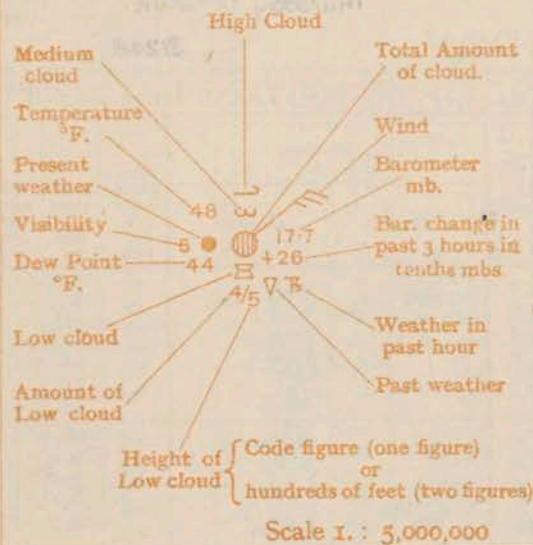 High Cloud
Medium
cloud
Total Amount
of cloud.
Temperature
°F.
Wind
Present
weather
Barometer
mb.
48
Visibility
5
17.7
Bar. change in
past 3 hours in
tenths mbs.
+26
Dew Point
°F.
44
4/5
Low cloud
Weather in
past hour
Amount of
Low cloud
Past weather
Height of
Low cloud
Code figure (one figure)
or
hundreds of feet (two figures)
Scale 1. : 5,000,000